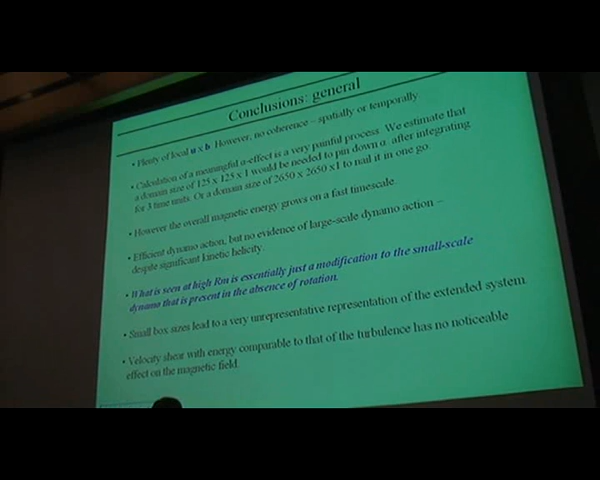 Conclusions: general
• Plenty of local u x b. However, no coherence – spatially or temporally
• Calculation of a meaningful α-effect is a very painful process. We estimate that
a domain size of 125 x 125 x 1 would be needed to pin down α after integrating
for 3 time units. Or a domain size of 2650 x 2650 x1 to nail it in one go.
• However the overall magnetic energy grows on a fast timescale.
• Efficient dynamo action, but no evidence of large-scale dynamo action –
despite significant kinetic helicity.
• What is seen at high Rm is essentially just a modification to the small-scale
dynamo that is present in the absence of rotation.
• Small box sizes lead to a very unrepresentative representation of the extended system
• Velocity shear with energy comparable to that of the turbulence has no noticeable
effect on the magnetic field.